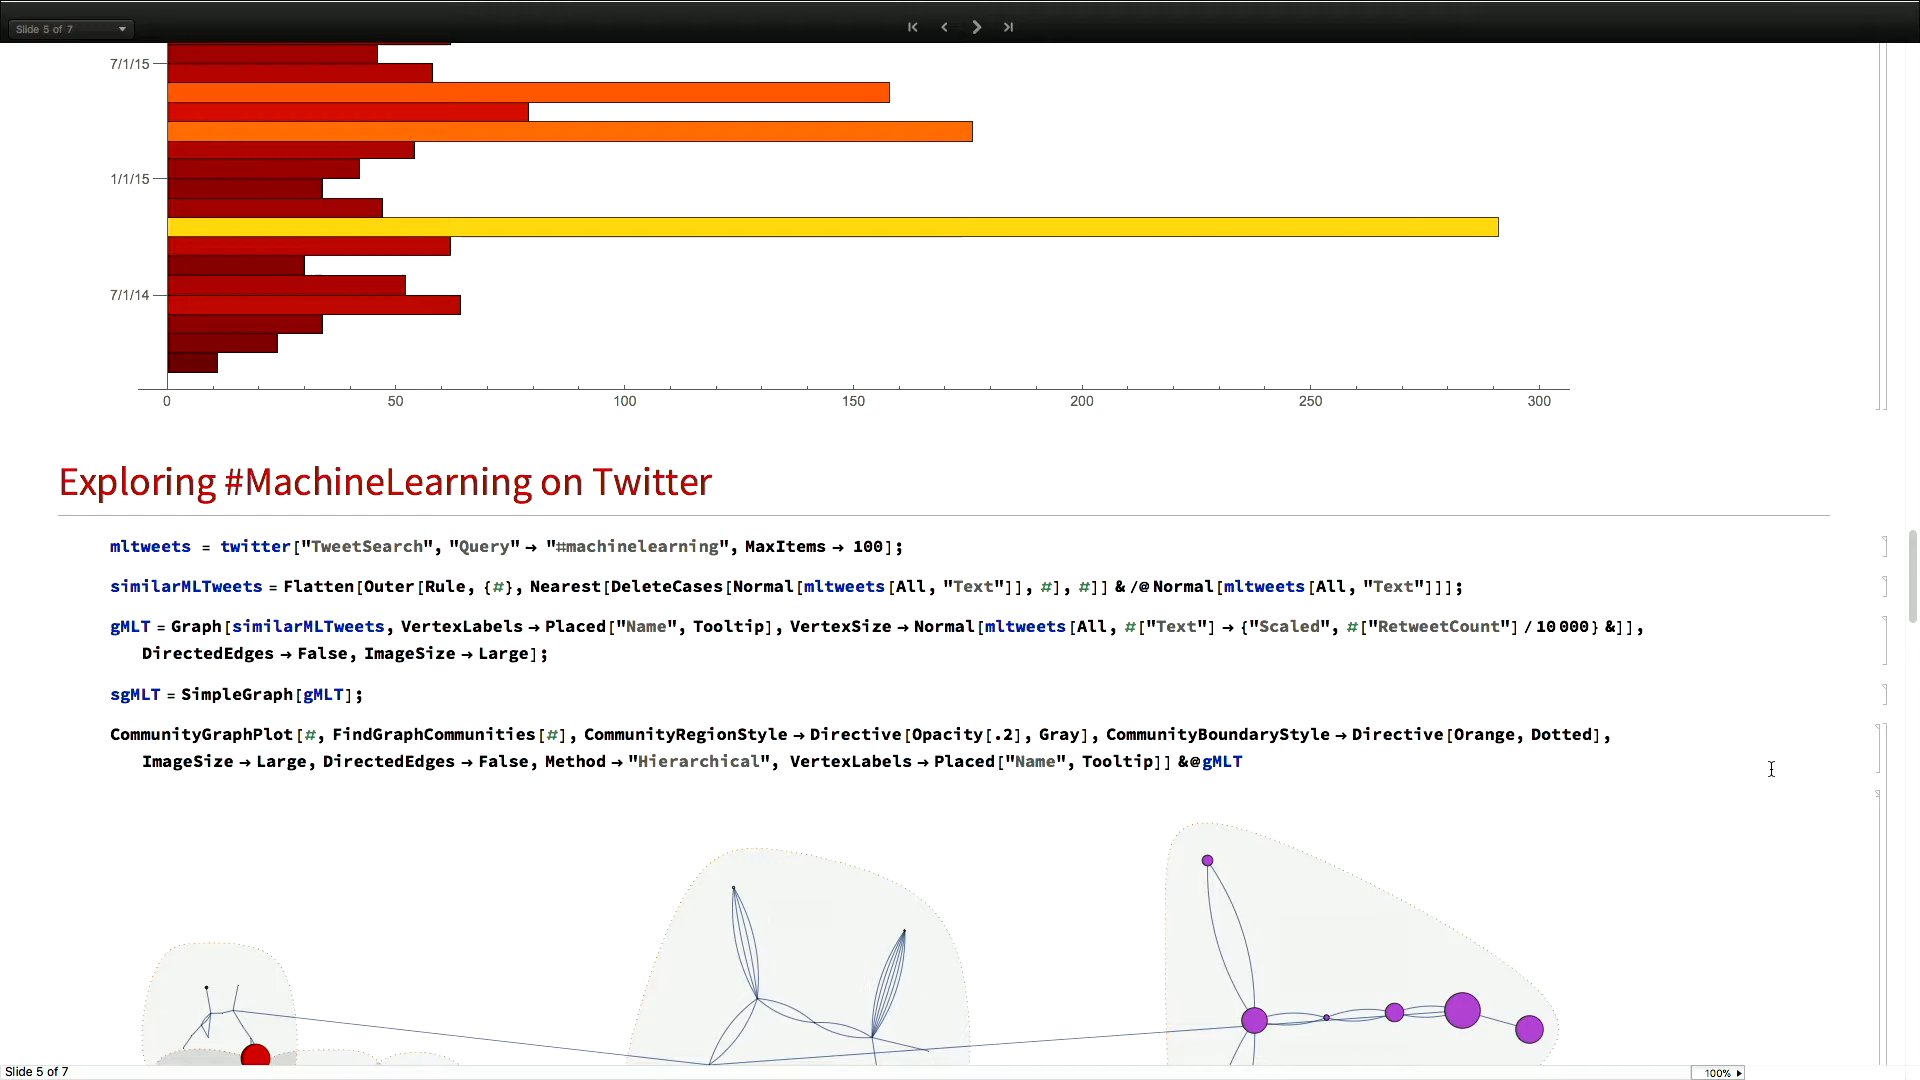 Slide 5 of 7
7/1/15
1/1/15
7/1/14
0 50 100 150 200 250 300
Exploring #MachineLearning on Twitter
mltweets = twitter["TweetSearch", "Query" → "#machinelearning", MaxItems → 100];
similarMLTweets = Flatten[Outer[Rule, {#}, Nearest[DeleteCases[Normal[mltweets[All, "Text"]], #], #]] & /@ Normal[mltweets[All, "Text"]]];
gMLT = Graph[similarMLTweets, VertexLabels → Placed["Name", Tooltip], VertexSize → Normal[mltweets[All, #["Text"] → {"Scaled", #["RetweetCount"] / 10 000} &]],
DirectedEdges → False, ImageSize → Large];
sgMLT = SimpleGraph[gMLT];
CommunityGraphPlot[#, FindGraphCommunities[#], CommunityRegionStyle → Directive[Opacity[.2], Gray], CommunityBoundaryStyle → Directive[Orange, Dotted],
ImageSize → Large, DirectedEdges → False, Method → "Hierarchical", VertexLabels → Placed["Name", Tooltip]] &@gMLT
Slide 5 of 7
100%